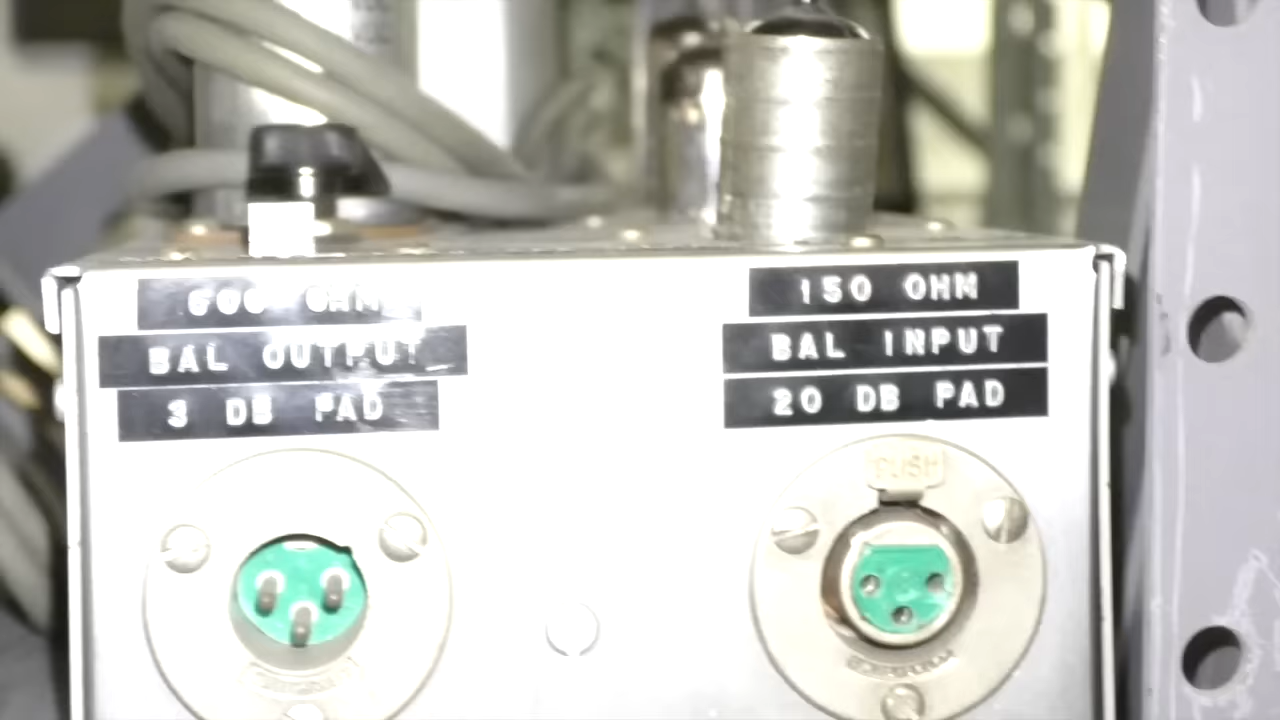 600 OHM
BAL OUTPUT
3 DB PAD
150 OHM
BAL INPUT
20 DB PAD
PUSH